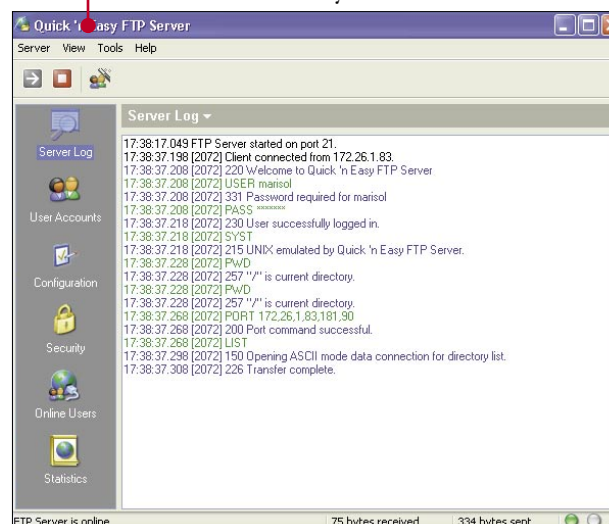 Quick 'n Easy FTP Server
Server View Tools Help
Server Log
User Accounts
Configuration
Security
Online Users
Statistics
Server Log
17:38:17.049 FTP Server started on port 21.
17:38:37.198 [2072] Client connected from 172.26.1.83.
17:38:37.208 [2072] 220 Welcome to Quick 'n Easy FTP Server
17:38:37.208 [2072] USER marisol
17:38:37.208 [2072] 331 Password required for marisol
17:38:37.208 [2072] PASS *******
17:38:37.218 [2072] 230 User successfully logged in.
17:38:37.218 [2072] SYST
17:38:37.218 [2072] 215 UNIX emulated by Quick 'n Easy FTP Server.
17:38:37.228 [2072] PWD
17:38:37.228 [2072] 257 "/" is current directory.
17:38:37.228 [2072] PWD
17:38:37.228 [2072] 257 "/" is current directory.
17:38:37.268 [2072] PORT 172,26,1,83,181,90
17:38:37.268 [2072] 200 Port command successful.
17:38:37.268 [2072] LIST
17:38:37.298 [2072] 150 Opening ASCII mode data connection for directory list.
17:38:37.308 [2072] 226 Transfer complete.
FTP Server is online 75 bytes received 334 bytes sent